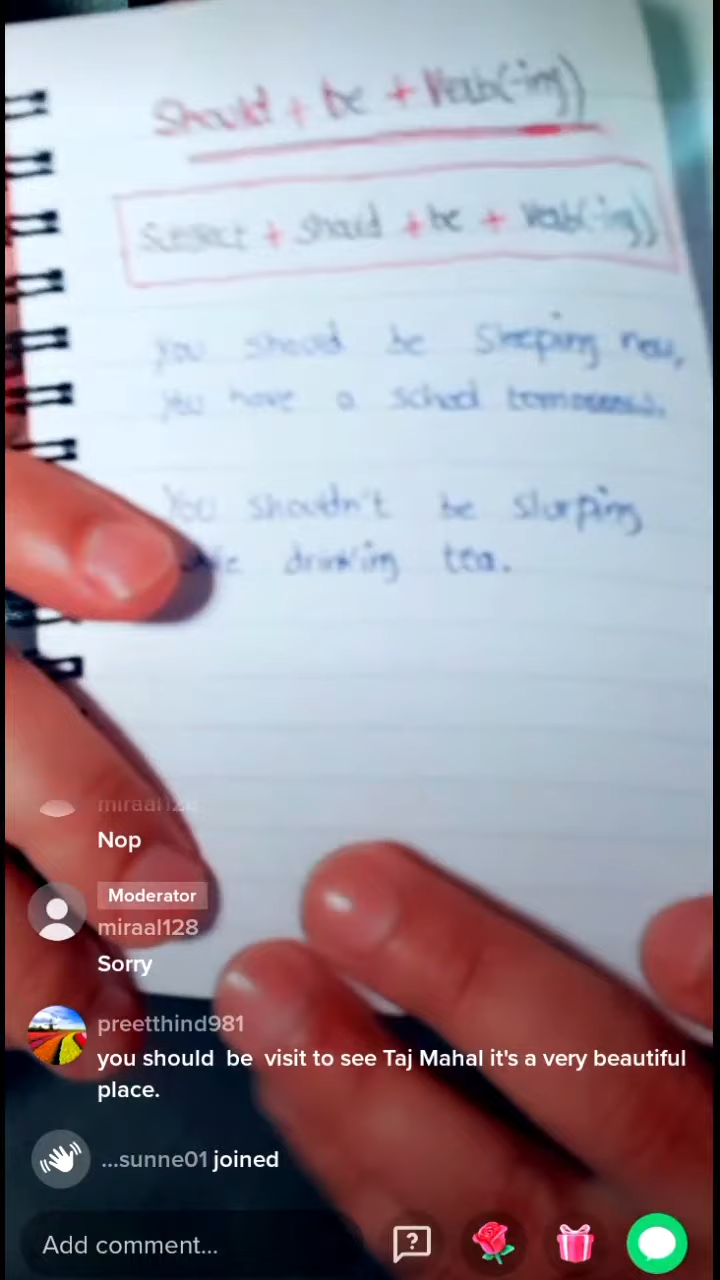 Should + be + Verb(-ing)
Subject + should + be + Verb(-ing)
You should be Sleeping now,
You have a school tomorrow.
You shouldn't be slurping
drinking tea.
miraal128
Nop
Moderator
miraal128
Sorry
preetthind981
you should be visit to see Taj Mahal it's a very beautiful
place.
...sunne01 joined
Add comment...